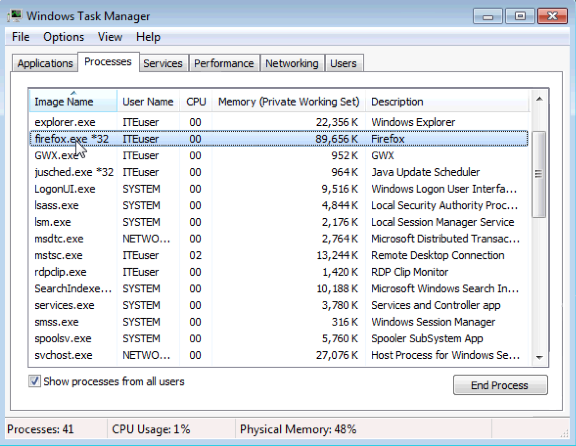 Windows Task Manager
File Options View Help
Applications Processes Services Performance Networking Users
Image Name User Name CPU Memory (Private Working Set) Description
explorer.exe ITEuser 00 22,356 K Windows Explorer
firefox.exe *32 ITEuser 00 89,656 K Firefox
GWX.exe ITEuser 00 952 K GWX
jusched.exe *32 ITEuser 00 964 K Java Update Scheduler
LogonUI.exe SYSTEM 00 9,516 K Windows Logon User Interfa...
lsass.exe SYSTEM 00 4,844 K Local Security Authority Proc...
lsm.exe SYSTEM 00 2,176 K Local Session Manager Service
msdtc.exe NETWO... 00 2,764 K Microsoft Distributed Transac...
mstsc.exe ITEuser 02 13,244 K Remote Desktop Connection
rdpclip.exe ITEuser 00 1,420 K RDP Clip Monitor
SearchIndexe... SYSTEM 00 10,188 K Microsoft Windows Search In...
services.exe SYSTEM 00 3,780 K Services and Controller app
smss.exe SYSTEM 00 316 K Windows Session Manager
spoolsv.exe SYSTEM 00 5,760 K Spooler SubSystem App
svchost.exe NETWO... 00 27,076 K Host Process for Windows Se...
Show processes from all users End Process
Processes: 41 CPU Usage: 1% Physical Memory: 48%